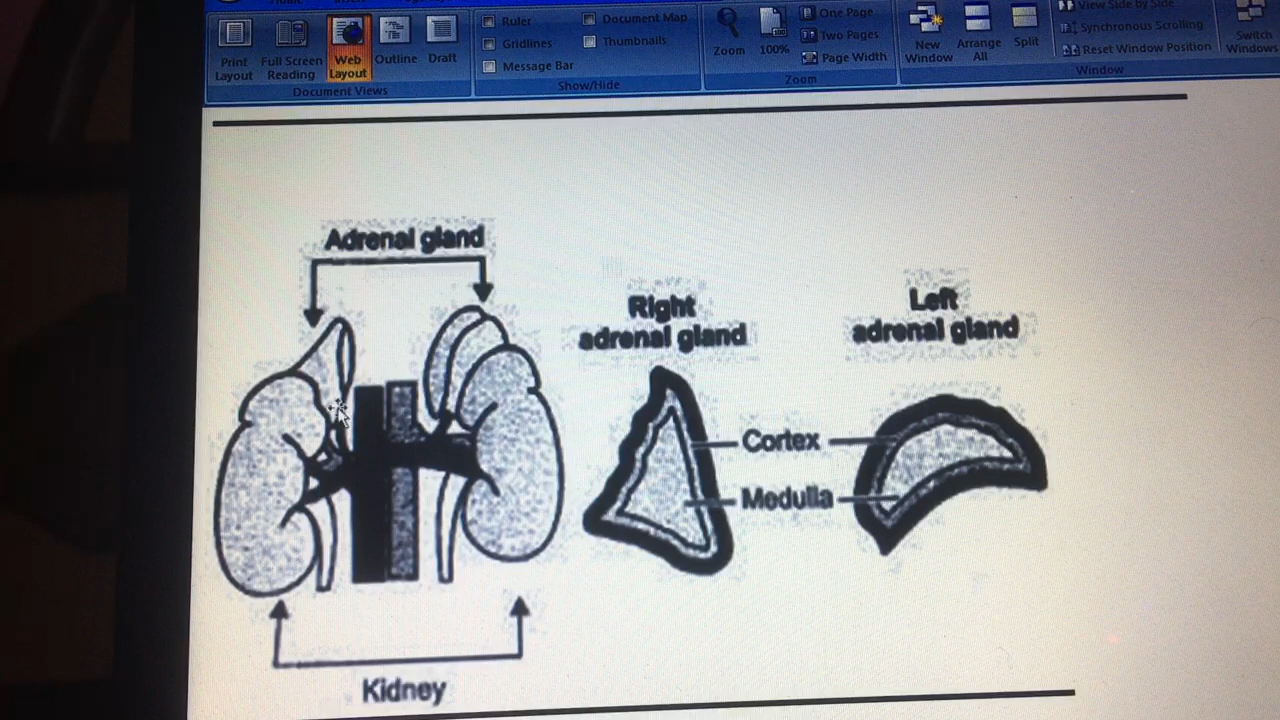 Ruler
Gridlines
Message Bar
Document Map
Thumbnails
Show/Hide
Print
Layout
Full Screen
Reading
Web
Layout
Outline
Draft
Document Views
Zoom
100%
One Page
Two Pages
Page Width
Zoom
New
Window
Arrange
All
Split
View Side by Side
Synchronous Scrolling
Reset Window Position
Window
Switch
Windows
Adrenal gland
Right
adrenal gland
Left
adrenal gland
Cortex
Medulla
Kidney